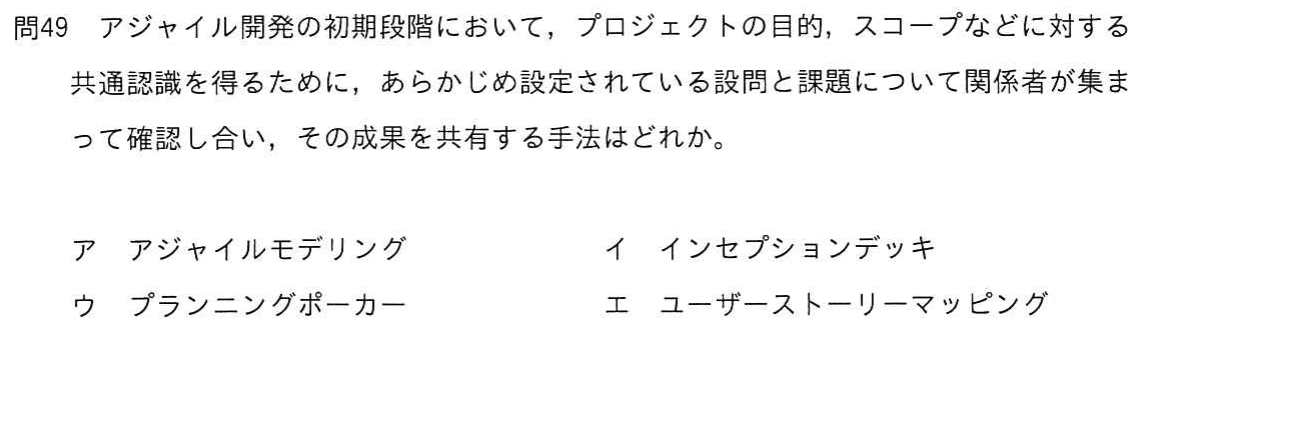 問49　アジャイル開発の初期段階において，プロジェクトの目的，スコープなどに対する
共通認識を得るために，あらかじめ設定されている設問と課題について関係者が集ま
って確認し合い，その成果を共有する手法はどれか。
ア　アジャイルモデリング　イ　インセプションデッキ
ウ　プランニングポーカー　エ　ユーザーストーリーマッピング